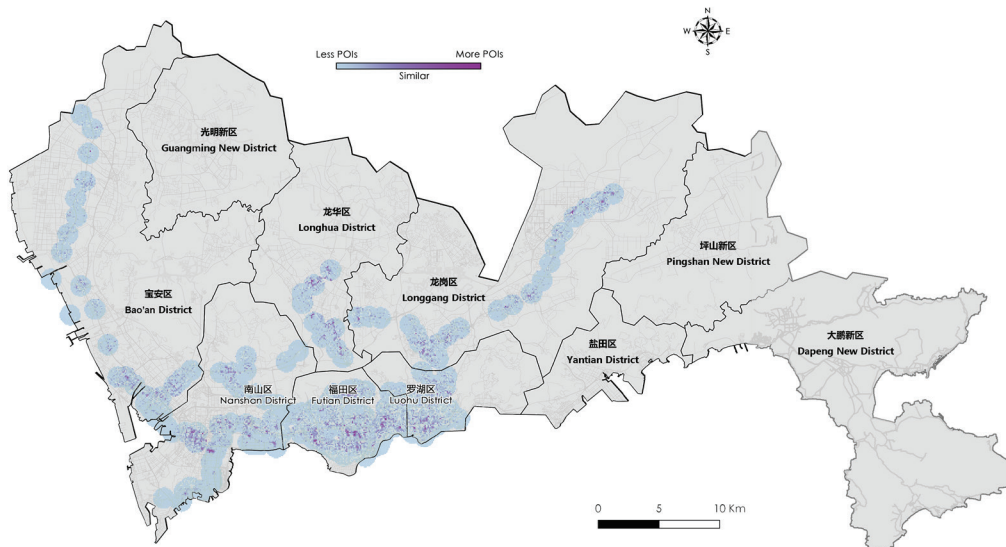 N
W E
S
Less POIs More POIs
Similar
光明新区
Guangming New District
龙华区
Longhua District
坪山新区
Pingshan New District
龙岗区
Longgang District
宝安区
Bao'an District
大鹏新区
Dapeng New District
盐田区
Yantian District
南山区
Nanshan District
福田区
Futian District
罗湖区
Luohu District
0 5 10 Km